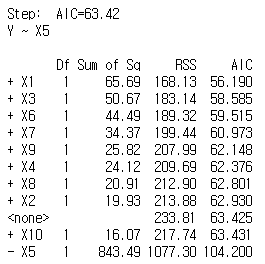 Step:  AIC=63.42
Y ~ X5

       Df Sum of Sq     RSS     AIC
+ X1    1     65.69  168.13  56.190
+ X3    1     50.67  183.14  58.585
+ X6    1     44.49  189.32  59.515
+ X7    1     34.37  199.44  60.973
+ X9    1     25.82  207.99  62.148
+ X4    1     24.12  209.69  62.376
+ X8    1     20.91  212.90  62.801
+ X2    1     19.93  213.88  62.930
<none>               233.81  63.425
+ X10   1     16.07  217.74  63.431
- X5    1    843.49 1077.30 104.200